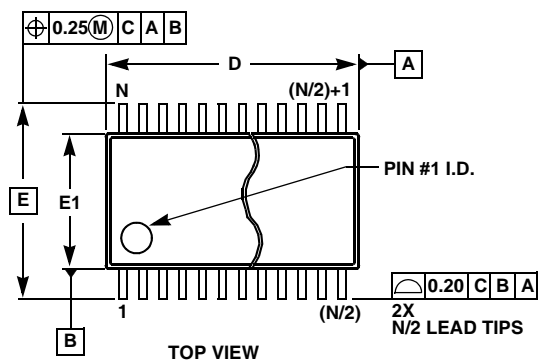 ⌖ 0.25 Ⓜ C A B
D
A
N (N/2)+1
PIN #1 I.D.
E
E1
1 (N/2)
⌓ 0.20 C B A
2X
N/2 LEAD TIPS
B
TOP VIEW